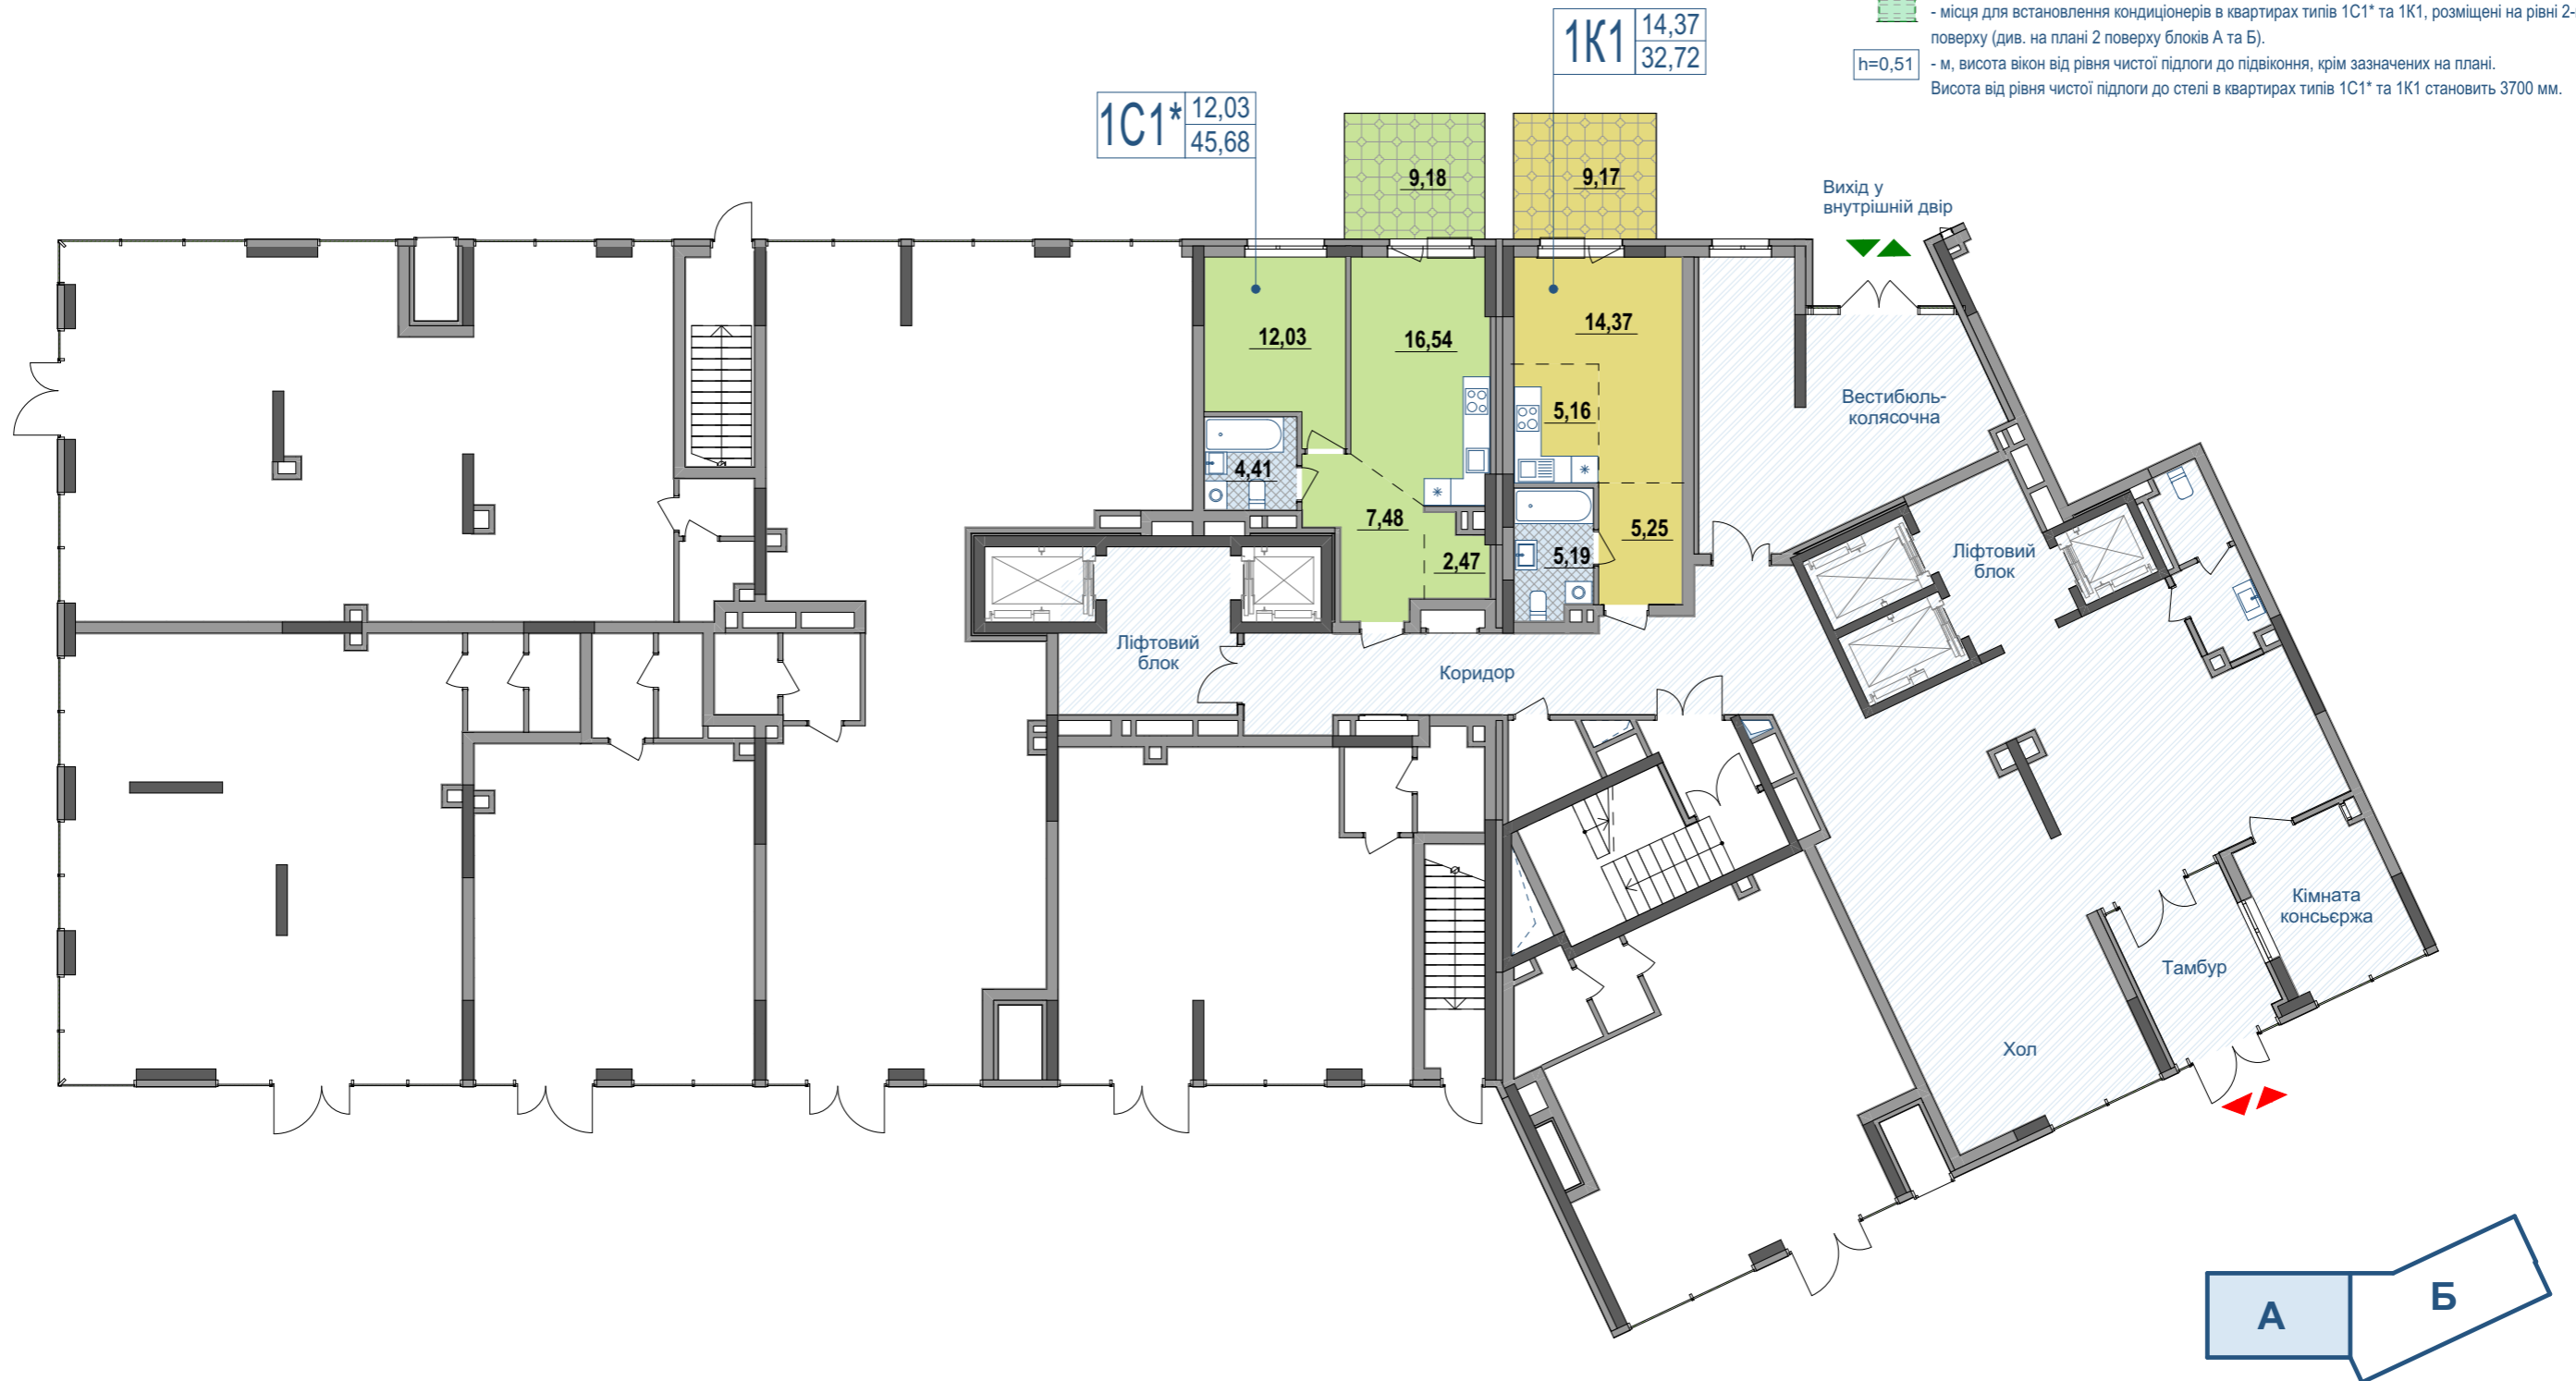 - місця для встановлення кондиціонерів в квартирах типів 1С1* та 1К1, розміщені на рівні 2-
поверху (див. на плані 2 поверху блоків А та Б).
h=0,51 - м, висота вікон від рівня чистої підлоги до підвіконня, крім зазначених на плані.
Висота від рівня чистої підлоги до стелі в квартирах типів 1С1* та 1К1 становить 3700 мм.
1К1 14,37
32,72
1С1* 12,03
45,68
9,18
9,17
Вихід у
внутрішній двір
12,03
16,54
14,37
5,16
4,41
7,48
2,47
5,19
5,25
Вестибюль-
колясочна
Ліфтовий
блок
Ліфтовий
блок
Коридор
Кімната
консьєржа
Тамбур
Хол
А
Б